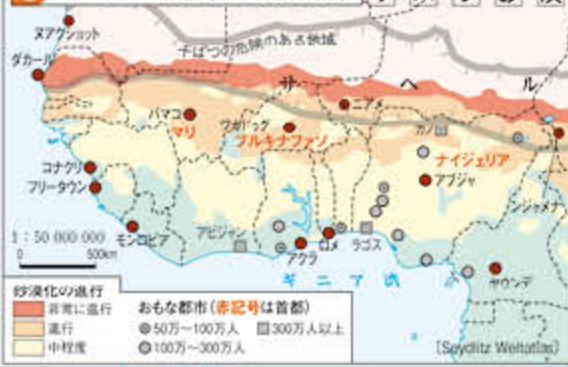 ヌアクショット
干ばつの危険のある地域
ダカール
サヘル
ニアメ
バマコ
マリ
ワガドゥグ
ブルキナファソ
カノ
ナイジェリア
コナクリ
フリータウン
アブジャ
ンジャメナ
モンロビア
アビジャン
アクラ
ロメ
ラゴス
ギニア湾
ヤウンデ
1:50 000 000
0 500km
砂漠化の進行
非常に進行
進行
中程度
おもな都市(赤記号は首都)
50万〜100万人
300万人以上
100万〜300万人
〔Seydlitz Weltatlas〕